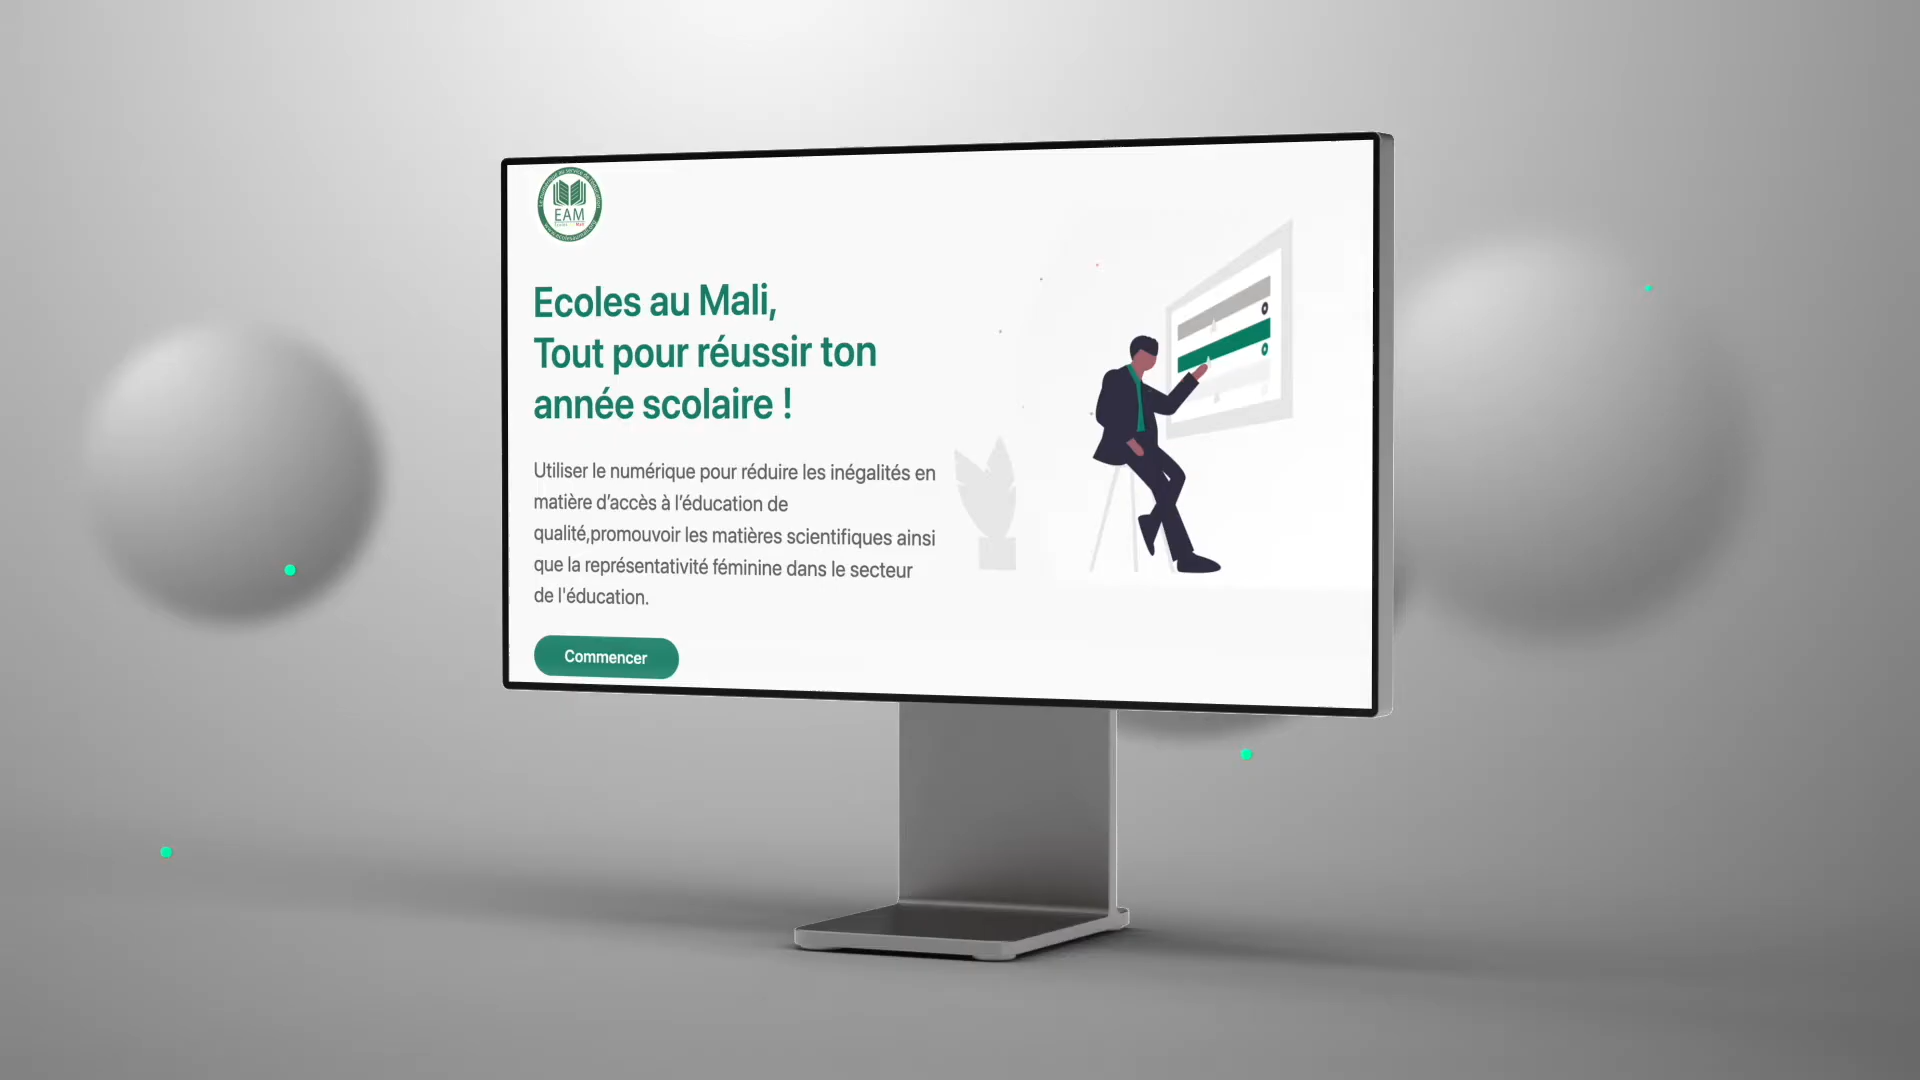 EAM
Ecoles au Mali,
Tout pour réussir ton
année scolaire !
Utiliser le numérique pour réduire les inégalités en
matière d’accès à l’éducation de
qualité,promouvoir les matières scientifiques ainsi
que la représentativité féminine dans le secteur
de l'éducation.
Commencer